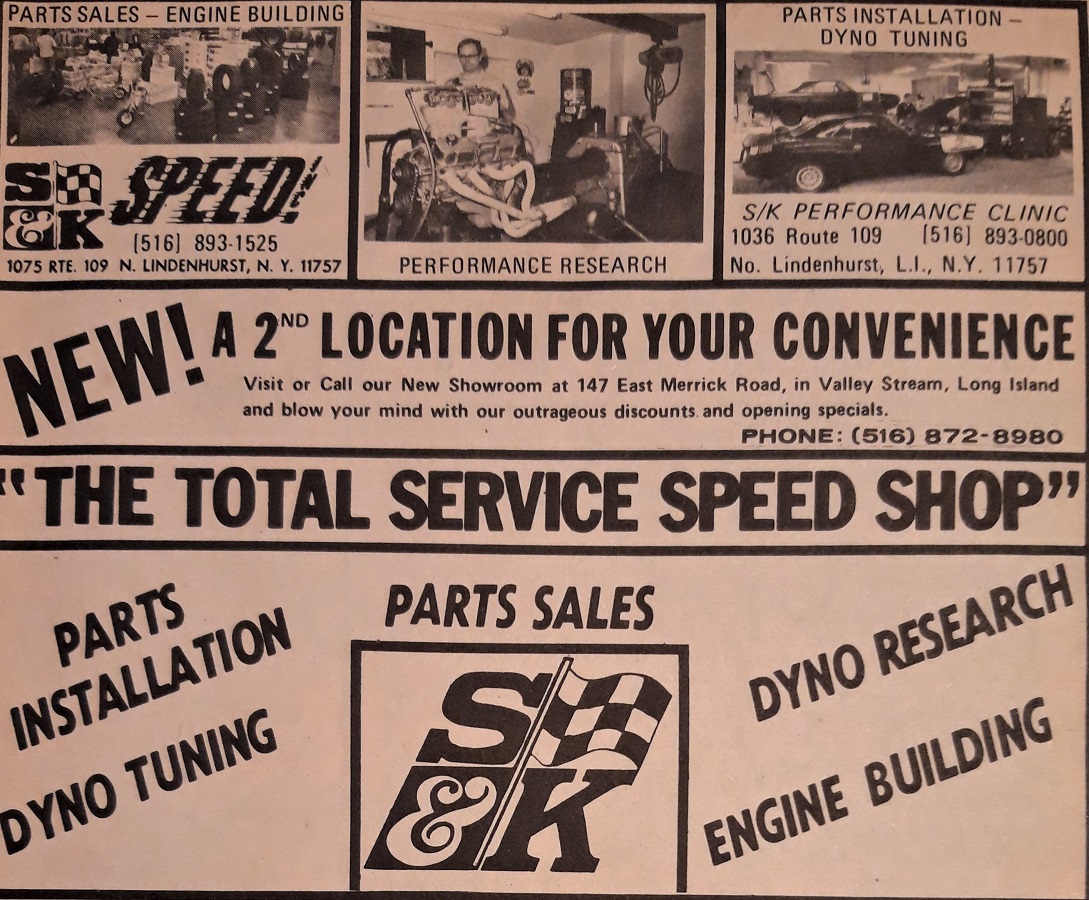 PARTS SALES – ENGINE BUILDING
S
& K
SPEED!
[516] 893-1525
1075 RTE. 109 N. LINDENHURST, N. Y. 11757
PERFORMANCE RESEARCH
PARTS INSTALLATION –
DYNO TUNING
S/K PERFORMANCE CLINIC
1036 Route 109 [516] 893-0800
No. Lindenhurst, L.I., N.Y. 11757
NEW! A 2ND LOCATION FOR YOUR CONVENIENCE
Visit or Call our New Showroom at 147 East Merrick Road, in Valley Stream, Long Island
and blow your mind with our outrageous discounts and opening specials.
PHONE: (516) 872-8980
"THE TOTAL SERVICE SPEED SHOP"
PARTS
INSTALLATION
DYNO TUNING
PARTS SALES
S
& K
DYNO RESEARCH
ENGINE BUILDING